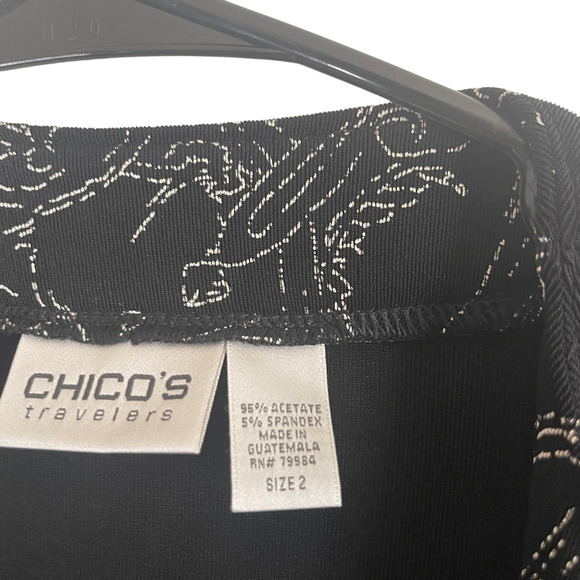 CHICO'S
travelers
95% ACETATE
5% SPANDEX
MADE IN
GUATEMALA
RN# 79984
SIZE 2